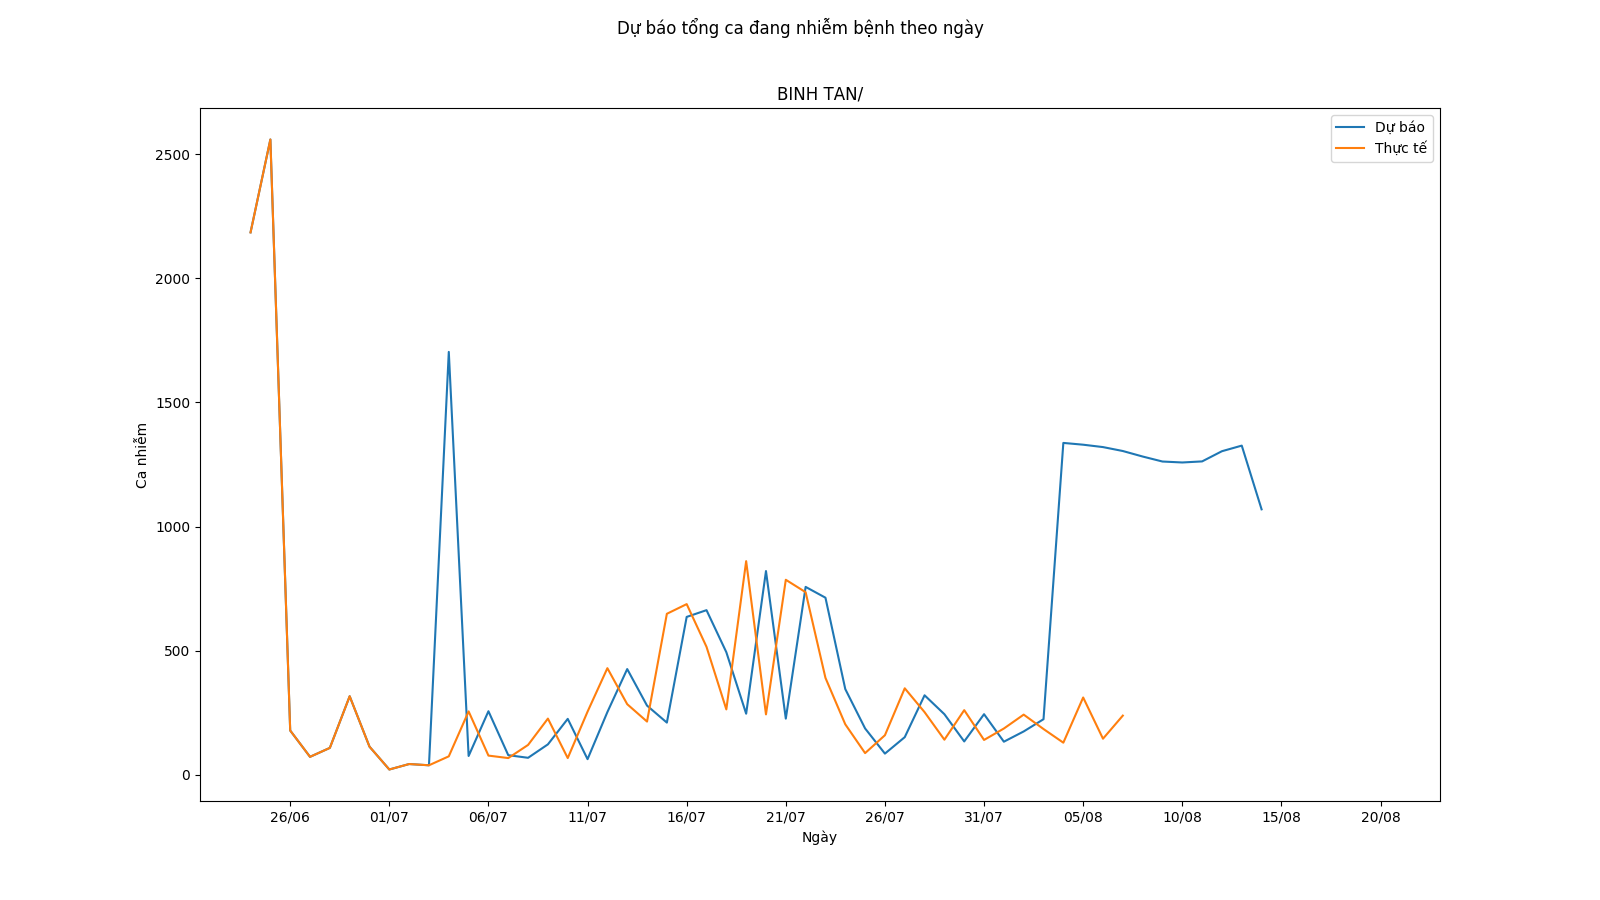 Dự báo tổng ca đang nhiễm bệnh theo ngày
BINH TAN/
Dự báo
Thực tế
2500
2000
1500
1000
500
0
Ca nhiễm
26/06 01/07 06/07 11/07 16/07 21/07 26/07 31/07 05/08 10/08 15/08 20/08
Ngày